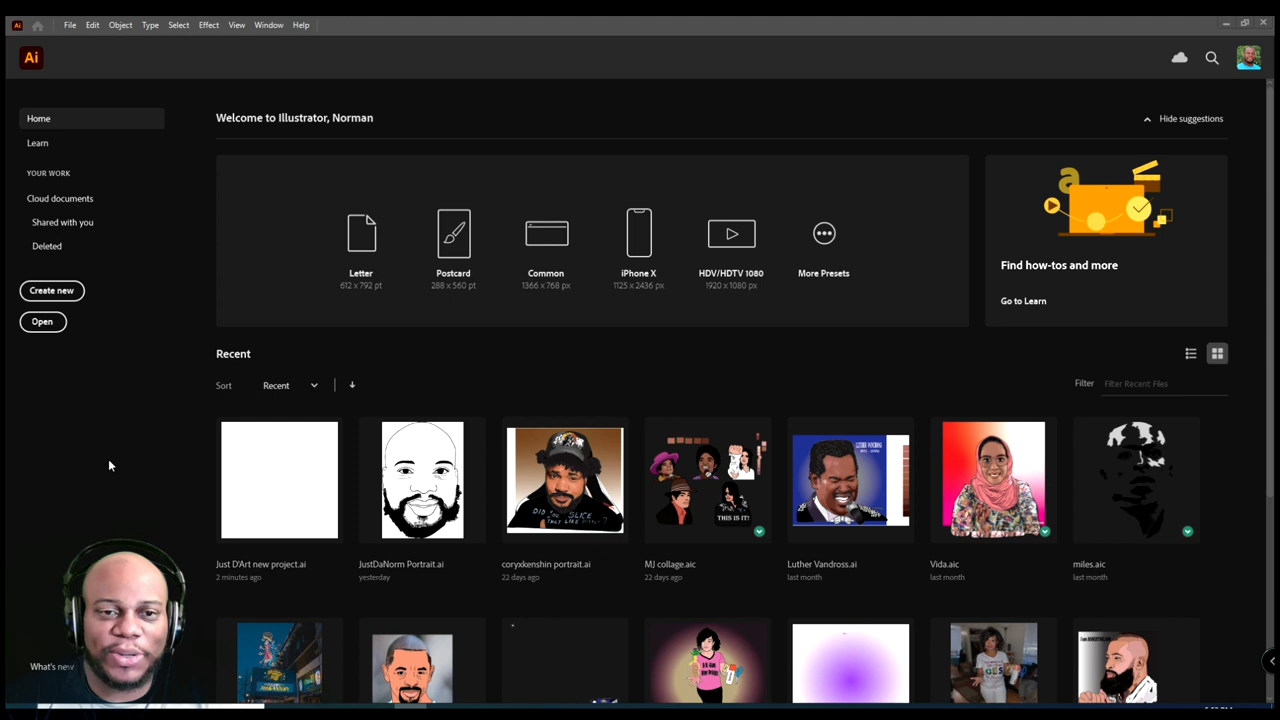 Ai File Edit Object Type Select Effect View Window Help
Ai
Home
Learn
YOUR WORK
Cloud documents
Shared with you
Deleted
Create new
Open
What's new
Welcome to Illustrator, Norman
Hide suggestions
Letter
612 x 792 pt
Postcard
288 x 560 pt
Common
1366 x 768 px
iPhone X
1125 x 2436 px
HDV/HDTV 1080
1920 x 1080 px
More Presets
a
Find how-tos and more
Go to Learn
Recent
Sort Recent
Filter Filter Recent Files
THIS IS IT!
LUTHER VANDROSS
Just D'Art new project.ai
2 minutes ago
JustDaNorm Portrait.ai
yesterday
coryxkenshin portrait.ai
22 days ago
MJ collage.aic
22 days ago
Luther Vandross.ai
last month
Vida.aic
last month
miles.aic
last month